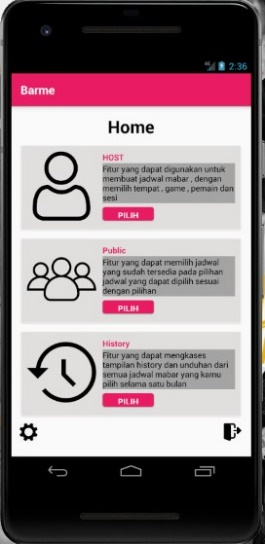 2:36
Barme
Home
HOST
Fitur yang dapat digunakan untuk
membuat jadwal mabar , dengan
memilih tempat , game , pemain dan
sesi
PILIH
Public
Fitur yang dapat memilih jadwal
yang sudah tersedia pada pilihan
jadwal yang dapat dipilih sesuai
dengan pilihan
PILIH
History
Fitur yang dapat mengkases
tampilan history dan unduhan dari
semua jadwal mabar yang kamu
pilih selama satu bulan
PILIH